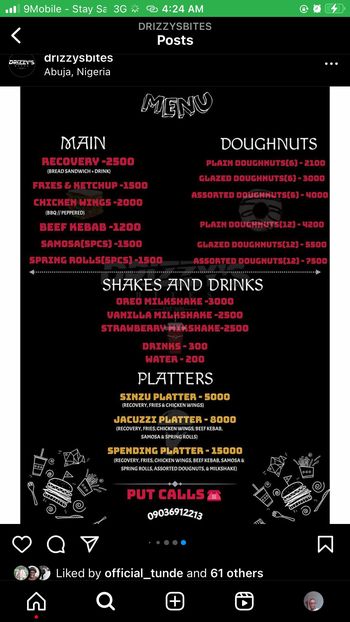 9Mobile - Stay Sa 3G 4:24 AM
DRIZZYSBITES
Posts
drizzysbites
Abuja, Nigeria
MENU
MAIN
RECOVERY -2500
(BREAD SANDWICH + DRINK)
FRIES & KETCHUP -1500
CHICKEN WINGS -2000
(BBQ // PEPPERED)
BEEF KEBAB -1200
SAMOSA(5PCS) -1500
SPRING ROLLS(5PCS) -1500
DOUGHNUTS
PLAIN DOUGHNUTS(6) - 2100
GLAZED DOUGHNUTS(6) - 3000
ASSORTED DOUGHNUTS(6) - 4000
PLAIN DOUGHNUTS(12) - 4200
GLAZED DOUGHNUTS(12) - 5500
ASSORTED DOUGHNUTS(12) - 7500
SHAKES AND DRINKS
OREO MILKSHAKE -3000
VANILLA MILKSHAKE - 2500
STRAWBERRY MILKSHAKE-2500
DRINKS - 300
WATER - 200
PLATTERS
SINZU PLATTER - 5000
(RECOVERY, FRIES & CHICKEN WINGS)
JACUZZI PLATTER - 8000
(RECOVERY, FRIES, CHICKEN WINGS, BEEF KEBAB,
SAMOSA & SPRING ROLLS)
SPENDING PLATTER - 15000
(RECOVERY, FRIES, CHICKEN WINGS, BEEF KEBAB, SAMOSA &
SPRING ROLLS, ASSORTED DOUGHNUTS, & MILKSHAKE)
PUT CALLS
09036912213
Liked by official_tunde and 61 others